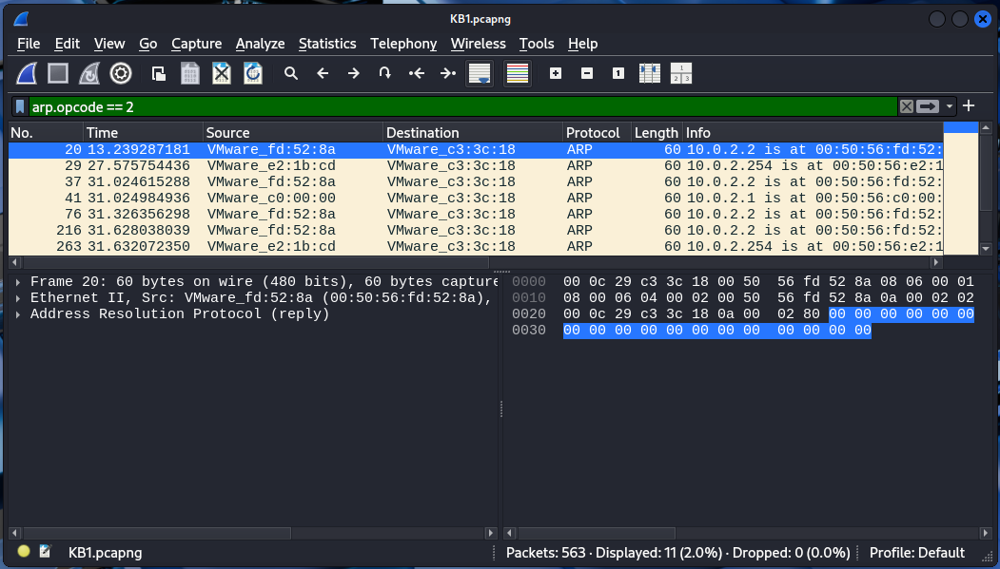 KB1.pcapng
File Edit View Go Capture Analyze Statistics Telephony Wireless Tools Help
arp.opcode == 2
No. Time Source Destination Protocol Length Info
20 13.239287181 VMware_fd:52:8a VMware_c3:3c:18 ARP 60 10.0.2.2 is at 00:50:56:fd:52:
29 27.575754436 VMware_e2:1b:cd VMware_c3:3c:18 ARP 60 10.0.2.254 is at 00:50:56:e2:1
37 31.024615288 VMware_fd:52:8a VMware_c3:3c:18 ARP 60 10.0.2.2 is at 00:50:56:fd:52:
41 31.024984936 VMware_c0:00:00 VMware_c3:3c:18 ARP 60 10.0.2.1 is at 00:50:56:c0:00:
76 31.326356298 VMware_fd:52:8a VMware_c3:3c:18 ARP 60 10.0.2.2 is at 00:50:56:fd:52:
216 31.628038039 VMware_fd:52:8a VMware_c3:3c:18 ARP 60 10.0.2.2 is at 00:50:56:fd:52:
263 31.632072350 VMware_e2:1b:cd VMware_c3:3c:18 ARP 60 10.0.2.254 is at 00:50:56:e2:1
Frame 20: 60 bytes on wire (480 bits), 60 bytes capture
Ethernet II, Src: VMware_fd:52:8a (00:50:56:fd:52:8a),
Address Resolution Protocol (reply)
0000 00 0c 29 c3 3c 18 00 50 56 fd 52 8a 08 06 00 01
0010 08 00 06 04 00 02 00 50 56 fd 52 8a 0a 00 02 02
0020 00 0c 29 c3 3c 18 0a 00 02 80 00 00 00 00 00 00
0030 00 00 00 00 00 00 00 00 00 00 00 00
KB1.pcapng
Packets: 563 · Displayed: 11 (2.0%) · Dropped: 0 (0.0%)
Profile: Default